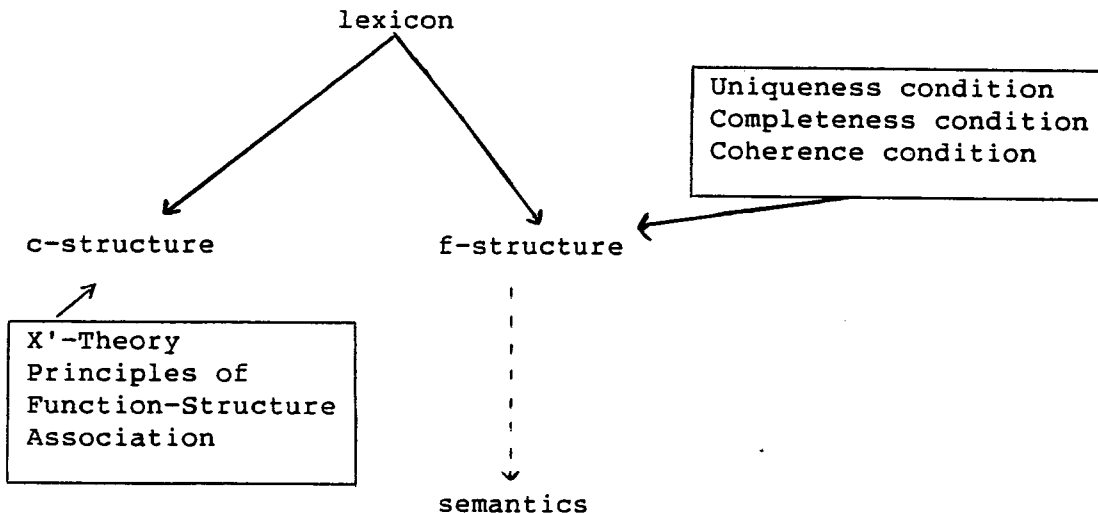 lexicon
Uniqueness condition
Completeness condition
Coherence condition
c-structure
f-structure
X'-Theory
Principles of
Function-Structure
Association
semantics